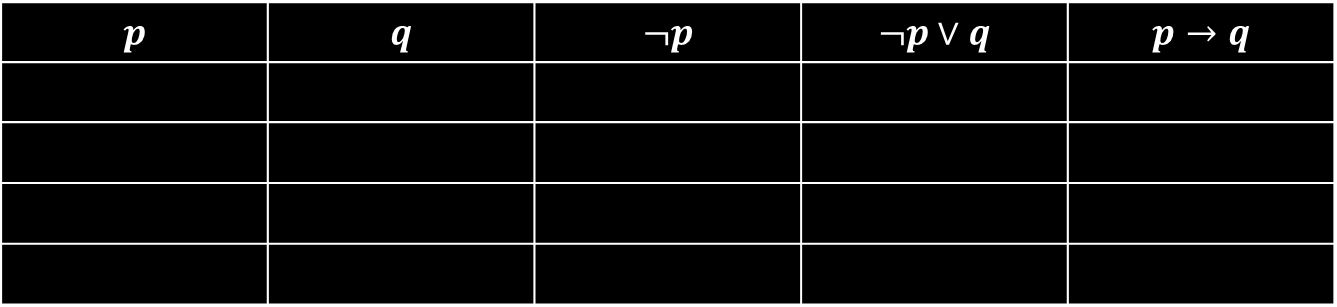 p q ¬p ¬p ∨ q p → q